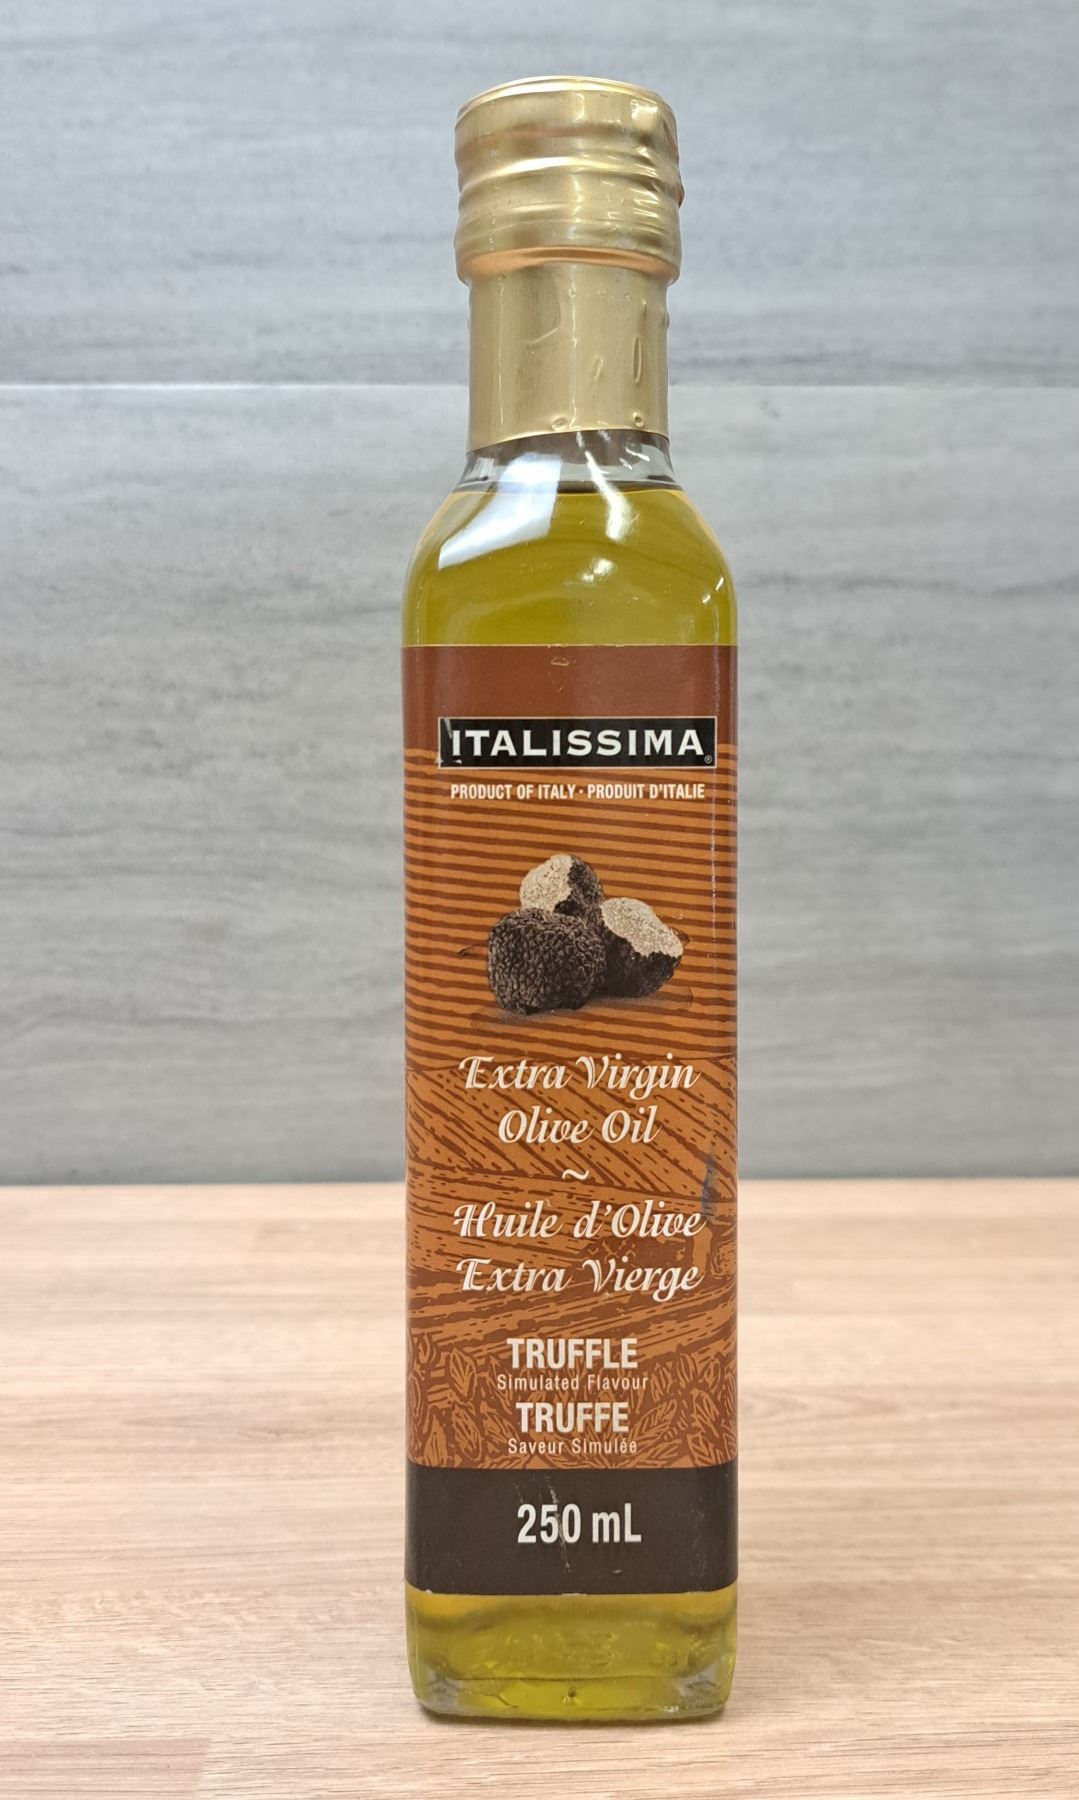 ITALISSIMA®
PRODUCT OF ITALY · PRODUIT D'ITALIE
Extra Virgin
Olive Oil
~
Huile d'Olive
Extra Vierge
TRUFFLE
Simulated Flavour
TRUFFE
Saveur Simulée
250 mL